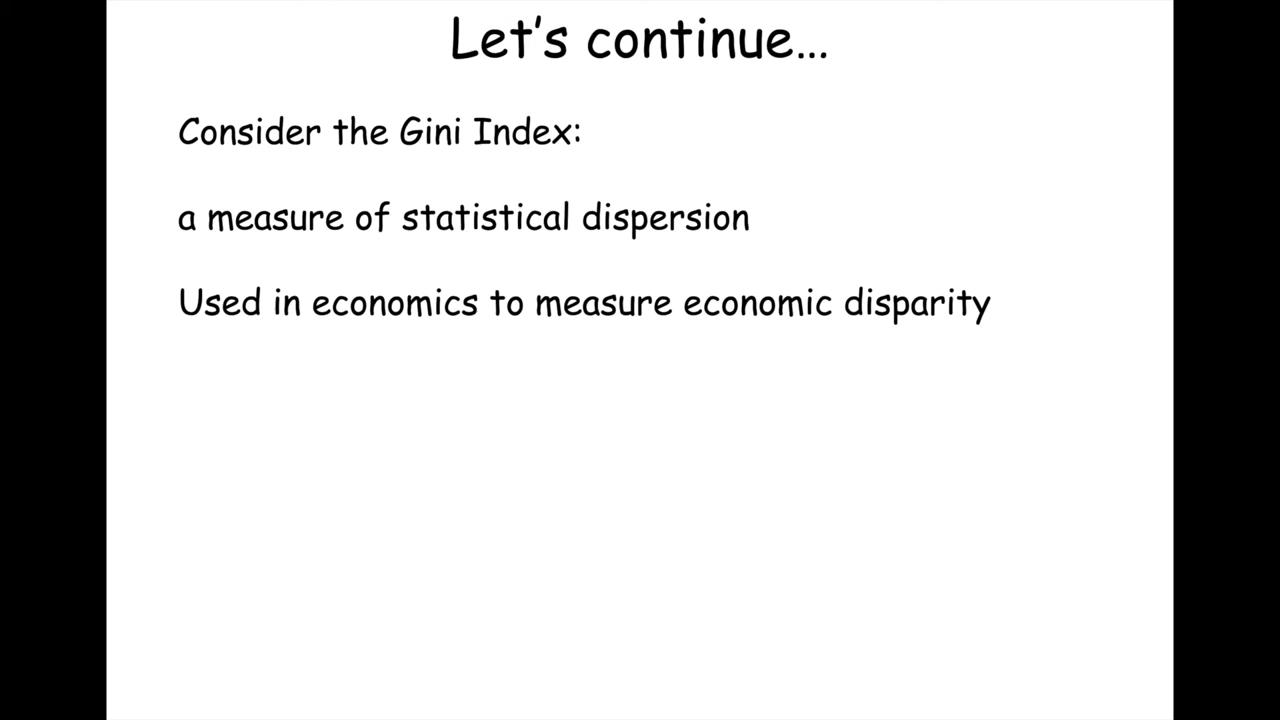 Let's continue...
Consider the Gini Index:
a measure of statistical dispersion
Used in economics to measure economic disparity